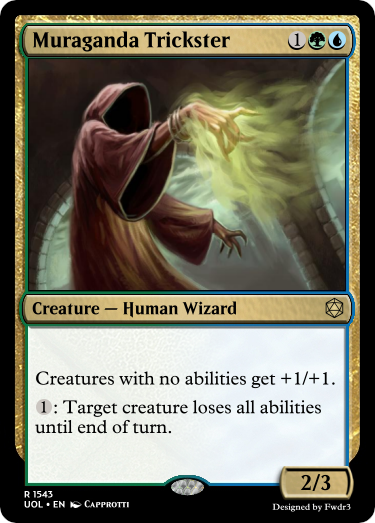 Muraganda Trickster 1
Creature — Human Wizard
Creatures with no abilities get +1/+1.
1: Target creature loses all abilities
until end of turn.
2/3
R 1543
UOL • EN CAPPROTTI
Designed by Fwdr3